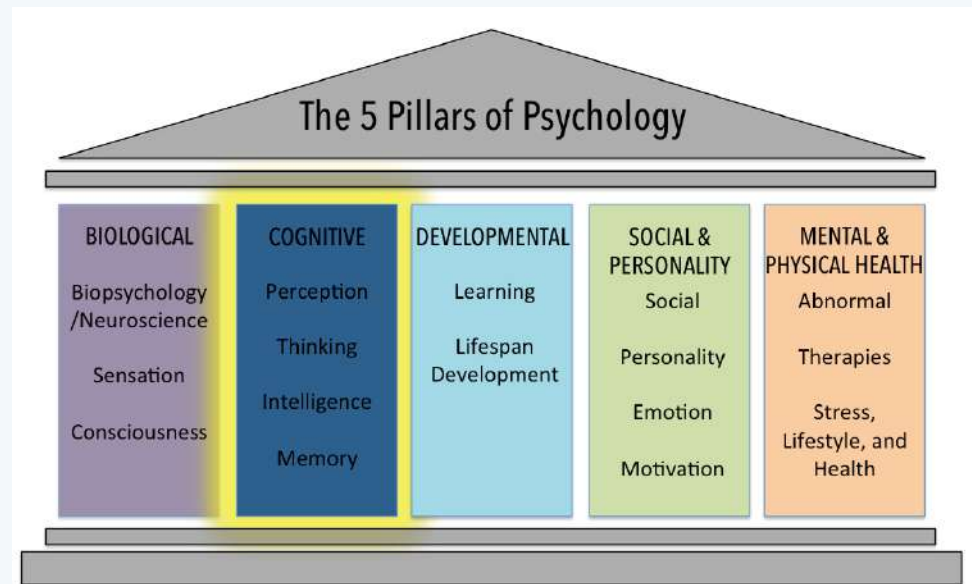 The 5 Pillars of Psychology
BIOLOGICAL
Biopsychology
/Neuroscience
Sensation
Consciousness
COGNITIVE
Perception
Thinking
Intelligence
Memory
DEVELOPMENTAL
Learning
Lifespan
Development
SOCIAL &
PERSONALITY
Social
Personality
Emotion
Motivation
MENTAL &
PHYSICAL HEALTH
Abnormal
Therapies
Stress,
Lifestyle, and
Health